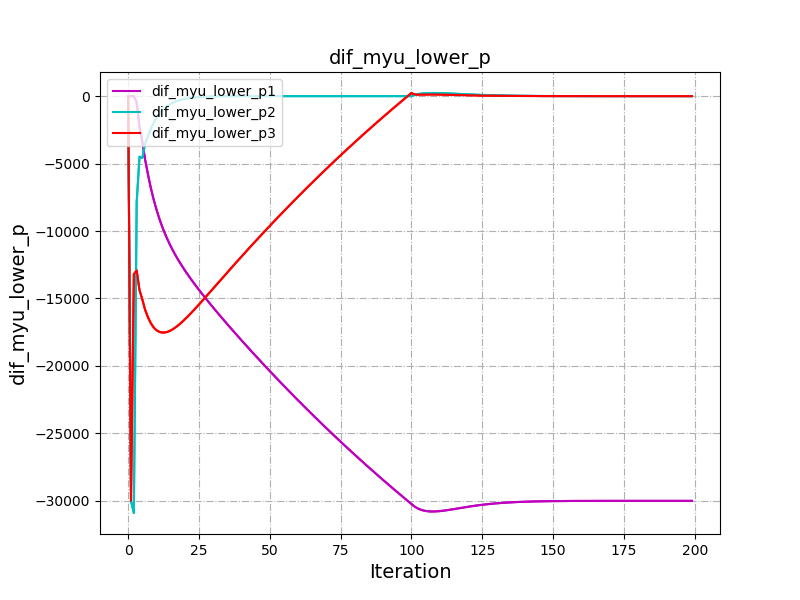 dif_myu_lower_p
dif_myu_lower_p
dif_myu_lower_p1
dif_myu_lower_p2
dif_myu_lower_p3
0
−5000
−10000
−15000
−20000
−25000
−30000
0 25 50 75 100 125 150 175 200
Iteration